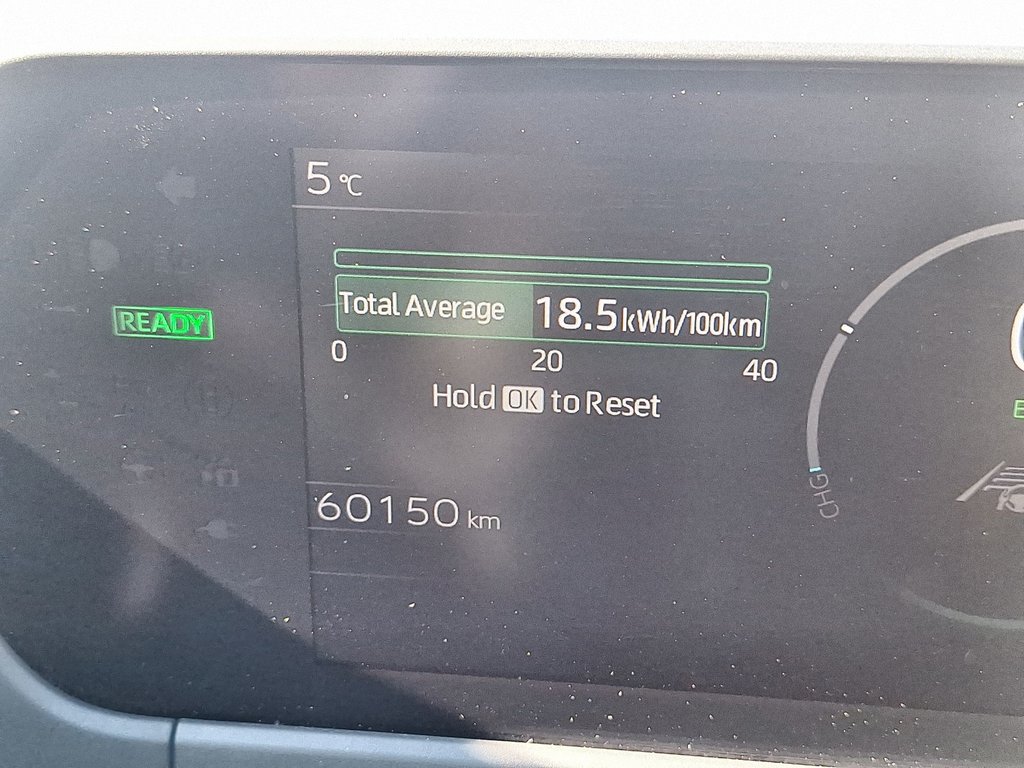 5 °C
READY
Total Average 18.5 kWh/100km
0 20 40
Hold OK to Reset
60150 km
CHG